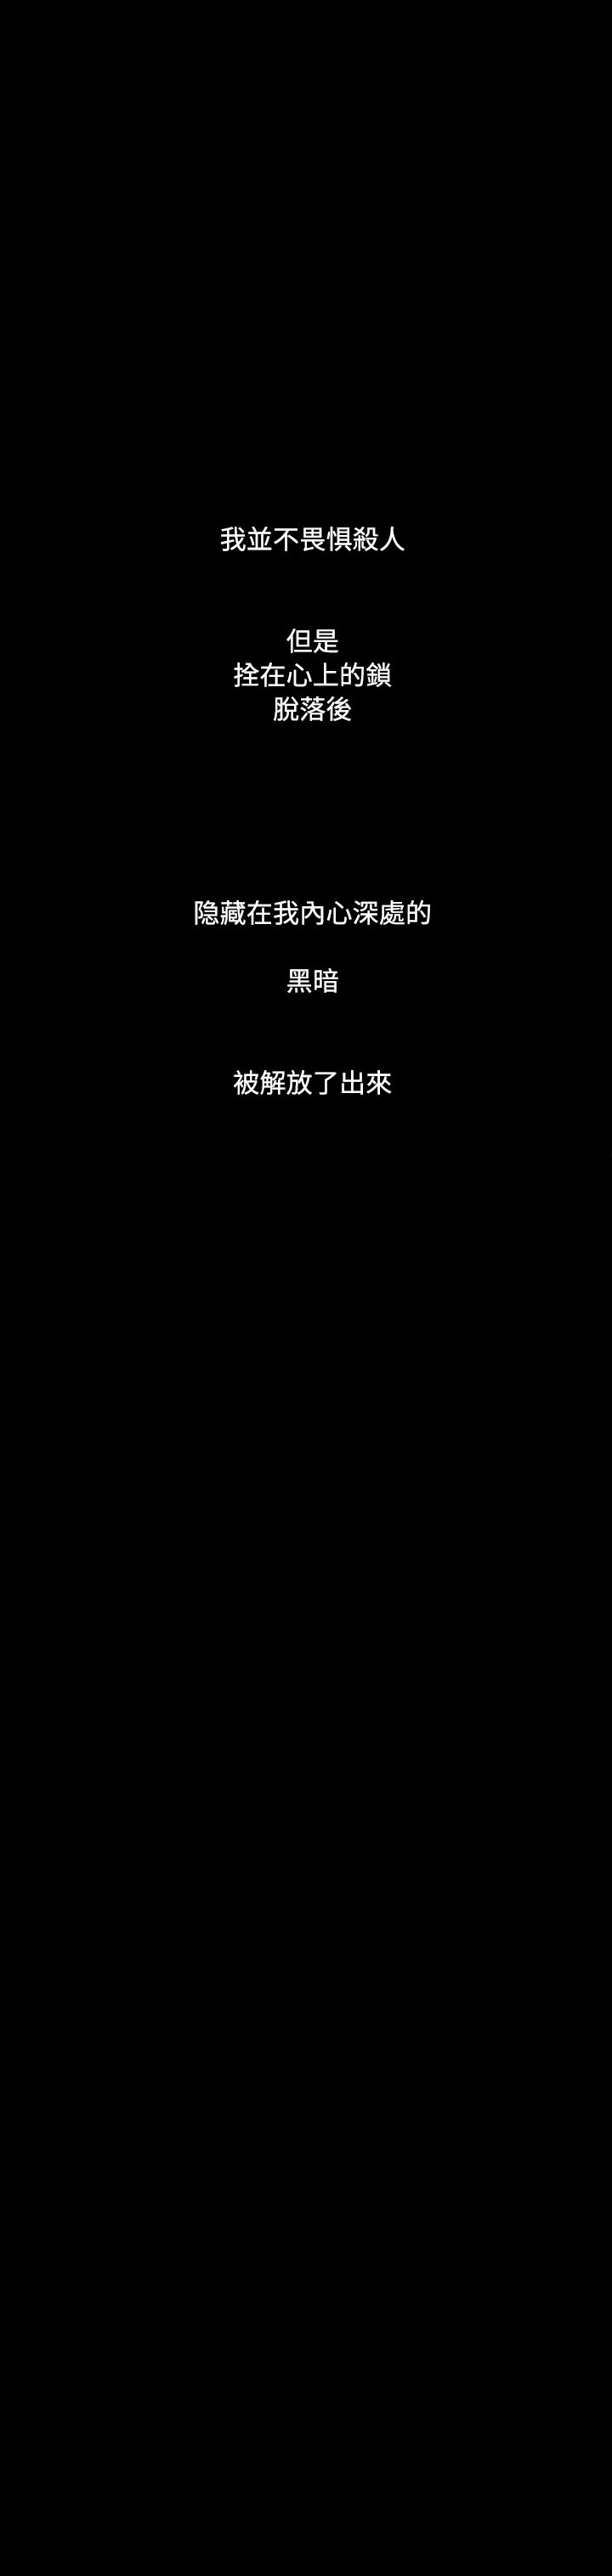 我並不畏惧殺人
但是
拴在心上的鎖
脫落後
隐藏在我內心深處的
黑暗
被解放了出來